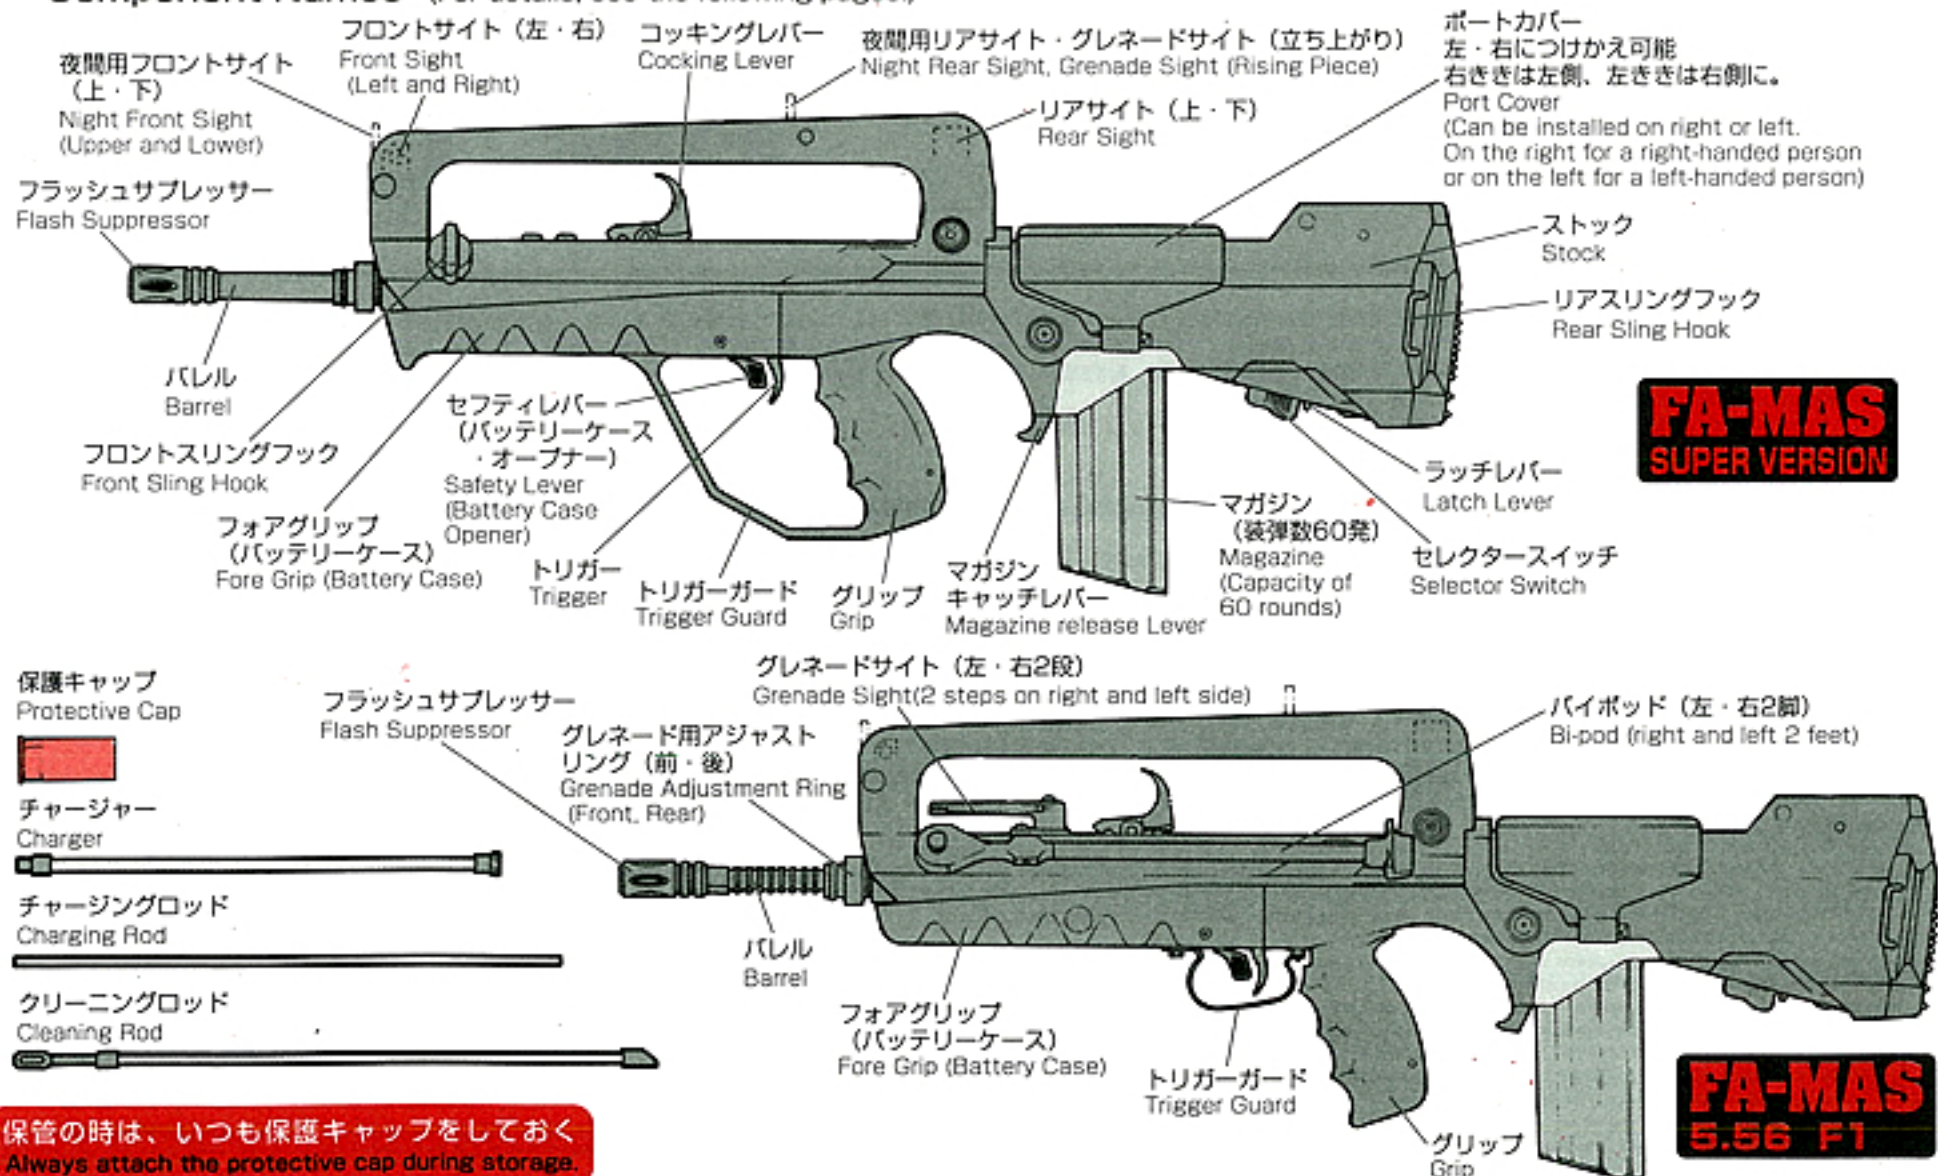 Component Names (For details, see the following pages.)
フロントサイト（左・右）
Front Sight
(Left and Right)
コッキングレバー
Cocking Lever
夜間用リアサイト・グレネードサイト（立ち上がり）
Night Rear Sight, Grenade Sight (Rising Piece)
ポートカバー
左・右につけかえ可能
右ききは左側、左ききは右側に。
Port Cover
(Can be installed on right or left.
On the right for a right-handed person
or on the left for a left-handed person)
夜間用フロントサイト
（上・下）
Night Front Sight
(Upper and Lower)
リアサイト（上・下）
Rear Sight
フラッシュサプレッサー
Flash Suppressor
ストック
Stock
リアスリングフック
Rear Sling Hook
バレル
Barrel
フロントスリングフック
Front Sling Hook
セフティレバー
（バッテリーケース
・オープナー）
Safety Lever
(Battery Case
Opener)
FA-MAS
SUPER VERSION
ラッチレバー
Latch Lever
マガジン
（装弾数60発）
Magazine
(Capacity of
60 rounds)
セレクタースイッチ
Selector Switch
フォアグリップ
（バッテリーケース）
Fore Grip (Battery Case)
トリガー
Trigger
トリガーガード
Trigger Guard
グリップ
Grip
マガジン
キャッチレバー
Magazine release Lever
保護キャップ
Protective Cap
フラッシュサプレッサー
Flash Suppressor
グレネードサイト（左・右2段）
Grenade Sight(2 steps on right and left side)
グレネード用アジャスト
リング（前・後）
Grenade Adjustment Ring
(Front, Rear)
バイポッド（左・右2脚）
Bi-pod (right and left 2 feet)
チャージャー
Charger
チャージングロッド
Charging Rod
クリーニングロッド
Cleaning Rod
バレル
Barrel
フォアグリップ
（バッテリーケース）
Fore Grip (Battery Case)
トリガーガード
Trigger Guard
グリップ
Grip
FA-MAS
5.56 F1
保管の時は、いつも保護キャップをしておく
Always attach the protective cap during storage.